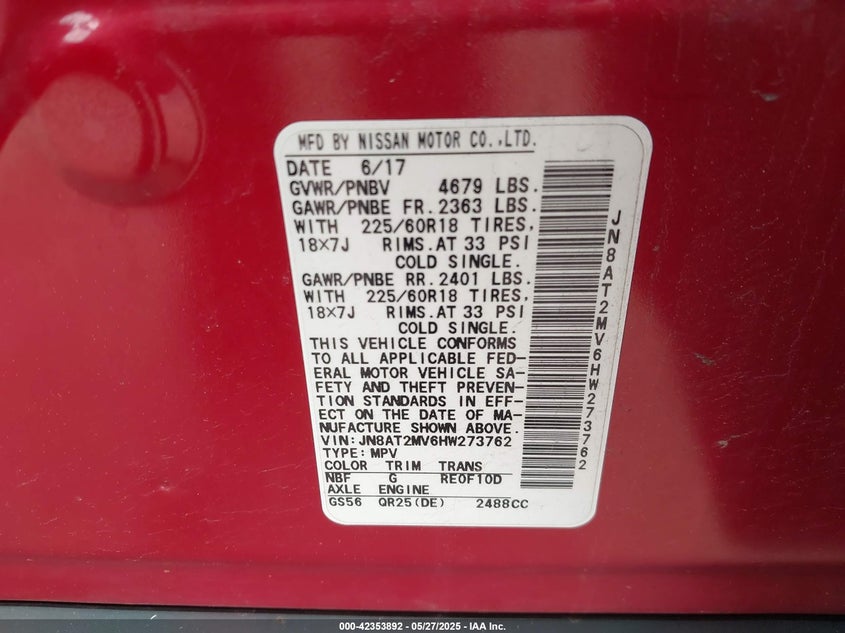 MFD BY NISSAN MOTOR CO.,LTD.
DATE 6/17
GVWR/PNBV 4679 LBS.
GAWR/PNBE FR. 2363 LBS.
WITH 225/60R18 TIRES,
18×7J RIMS.AT 33 PSI
COLD SINGLE.
GAWR/PNBE RR. 2401 LBS.
WITH 225/60R18 TIRES,
18×7J RIMS.AT 33 PSI
COLD SINGLE.
THIS VEHICLE CONFORMS
TO ALL APPLICABLE FED-
ERAL MOTOR VEHICLE SA-
FETY AND THEFT PREVEN-
TION STANDARDS IN EFF-
ECT ON THE DATE OF MA-
NUFACTURE SHOWN ABOVE.
VIN:JN8AT2MV6HW273762
TYPE:MPV
COLOR TRIM TRANS
NBF G RE0F10D
AXLE ENGINE
GS56 QR25(DE) 2488CC
JN8AT2MV6HW273762
000-42353892 - 05/27/2025 - IAA Inc.